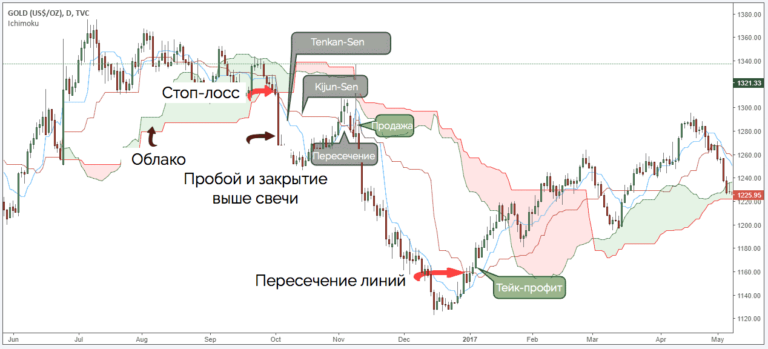 GOLD (US$/OZ), D, TVC
Ichimoku
1380.00
1360.00
1340.00
1321.33
1300.00
1280.00
1260.00
1240.00
1225.95
1200.00
1180.00
1160.00
1140.00
1120.00
Tenkan-Sen
Kijun-Sen
Стоп-лосс
Продажа
Пересечение
Облако
Пробой и закрытие
выше свечи
Пересечение линий
Тейк-профит
Jun
Jul
Aug
Sep
Oct
Nov
Dec
2017
Feb
Mar
Apr
May